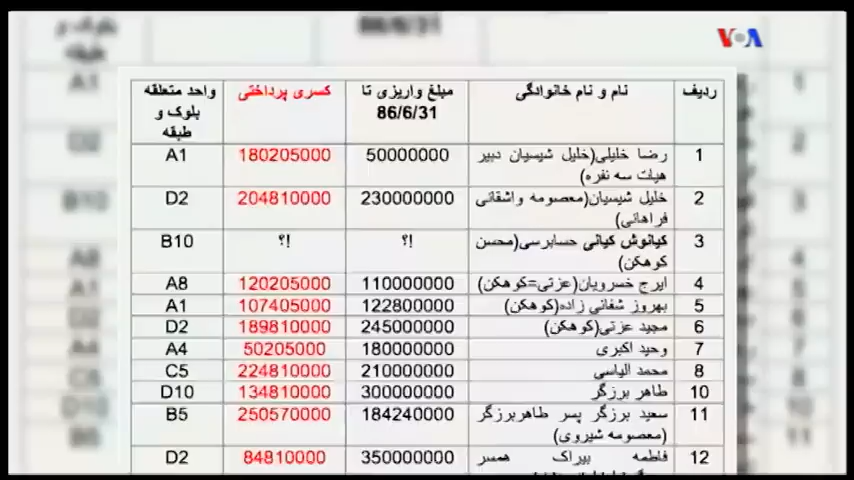 VOA
ردیف نام و نام خانوادگی مبلغ واریزی تا 86/6/31 کسری پرداختی واحد متعلقه بلوک و طبقه
1 رضا خلیلی(خلیل شیسیان دبیر هیات سه نفره) 50000000 180205000 A1
2 خلیل شیسیان(معصومه واشقانی فراهانی) 230000000 204810000 D2
3 کیانوش کیانی حسابرسی(محسن کوهکن) ؟! ؟! B10
4 ایرج خسرویان(عزتی=کوهکن) 110000000 120205000 A8
5 بهروز شفائی زاده(کوهکن) 122800000 107405000 A1
6 مجید عزتی(کوهکن) 245000000 189810000 D2
7 وحید اکبری 180000000 50205000 A4
8 محمد الیاسی 210000000 224810000 C5
10 طاهر برزگر 300000000 134810000 D10
11 سعید برزگر پسر طاهربرزگر (معصومه شیروی) 184240000 250570000 B5
12 فاطمه بیراک همسر 350000000 84810000 D2